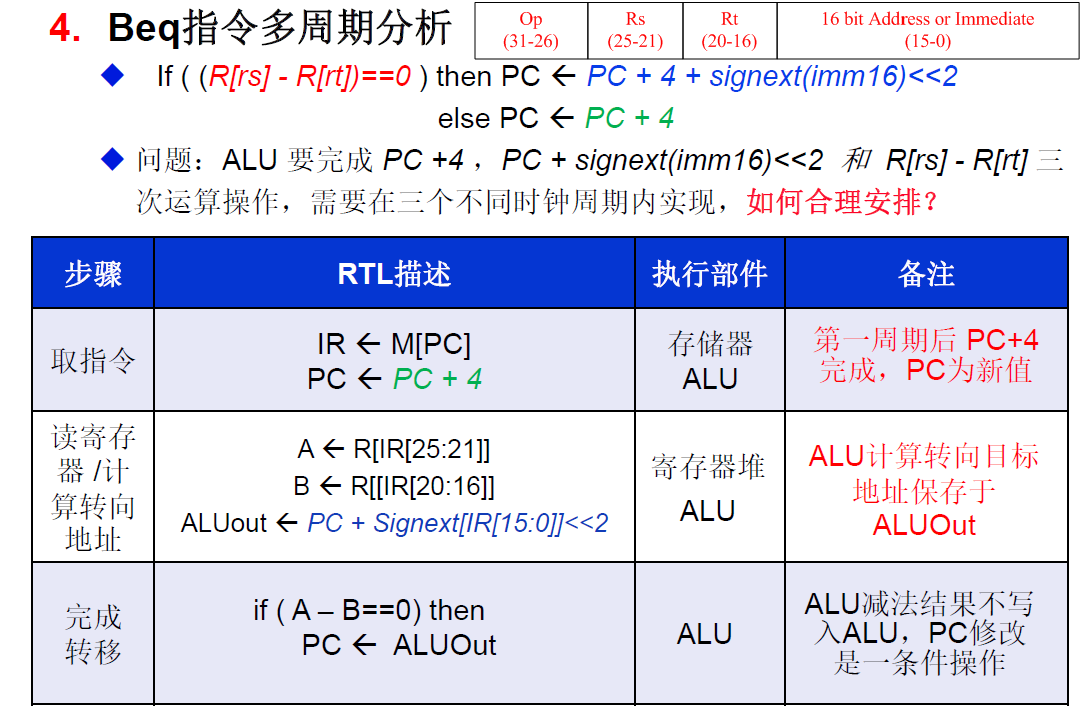 4. Beq指令多周期分析
Op Rs Rt 16 bit Address or Immediate
(31-26) (25-21) (20-16) (15-0)
◆ If ( (R[rs] - R[rt])==0 ) then PC ← PC + 4 + signext(imm16)<<2
else PC ← PC + 4
◆ 问题：ALU 要完成 PC +4 ，PC + signext(imm16)<<2 和 R[rs] - R[rt] 三
次运算操作，需要在三个不同时钟周期内实现，如何合理安排？
步骤 RTL描述 执行部件 备注
取指令
IR ← M[PC]
PC ← PC + 4
存储器
ALU
第一周期后 PC+4
完成，PC为新值
读寄存
器 /计
算转向
地址
A ← R[IR[25:21]]
B ← R[[IR[20:16]]
ALUout ← PC + Signext[IR[15:0]]<<2
寄存器堆
ALU
ALU计算转向目标
地址保存于
ALUOut
完成
转移
if ( A – B==0) then
PC ← ALUOut
ALU
ALU减法结果不写
入ALU，PC修改
是一条件操作